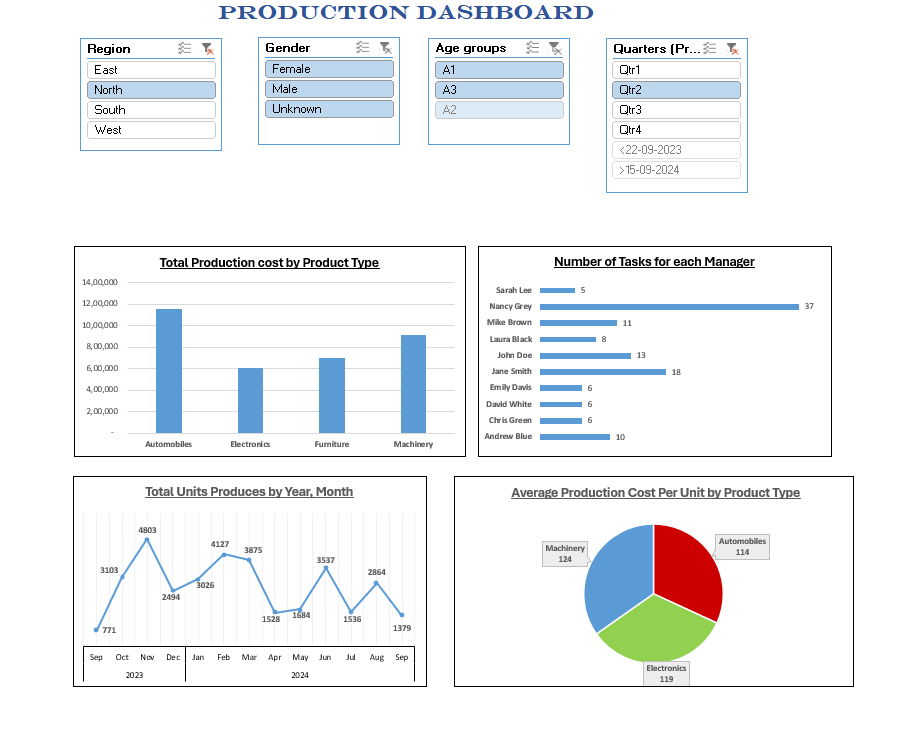 PRODUCTION DASHBOARD
Region
East
North
South
West
Gender
Female
Male
Unknown
Age groups
A1
A3
A2
Quarters (Pr...
Qtr1
Qtr2
Qtr3
Qtr4
<22-09-2023
>15-09-2024
Total Production cost by Product Type
14,00,000
12,00,000
10,00,000
8,00,000
6,00,000
4,00,000
2,00,000
-
Automobiles Electronics Furniture Machinery
Number of Tasks for each Manager
Sarah Lee 5
Nancy Grey 37
Mike Brown 11
Laura Black 8
John Doe 13
Jane Smith 18
Emily Davis 6
David White 6
Chris Green 6
Andrew Blue 10
Total Units Produces by Year, Month
771 3103 4803 2494 3026 4127 3875 1528 1684 3537 1536 2864 1379
Sep Oct Nov Dec Jan Feb Mar Apr May Jun Jul Aug Sep
2023 2024
Average Production Cost Per Unit by Product Type
Automobiles
114
Machinery
124
Electronics
119